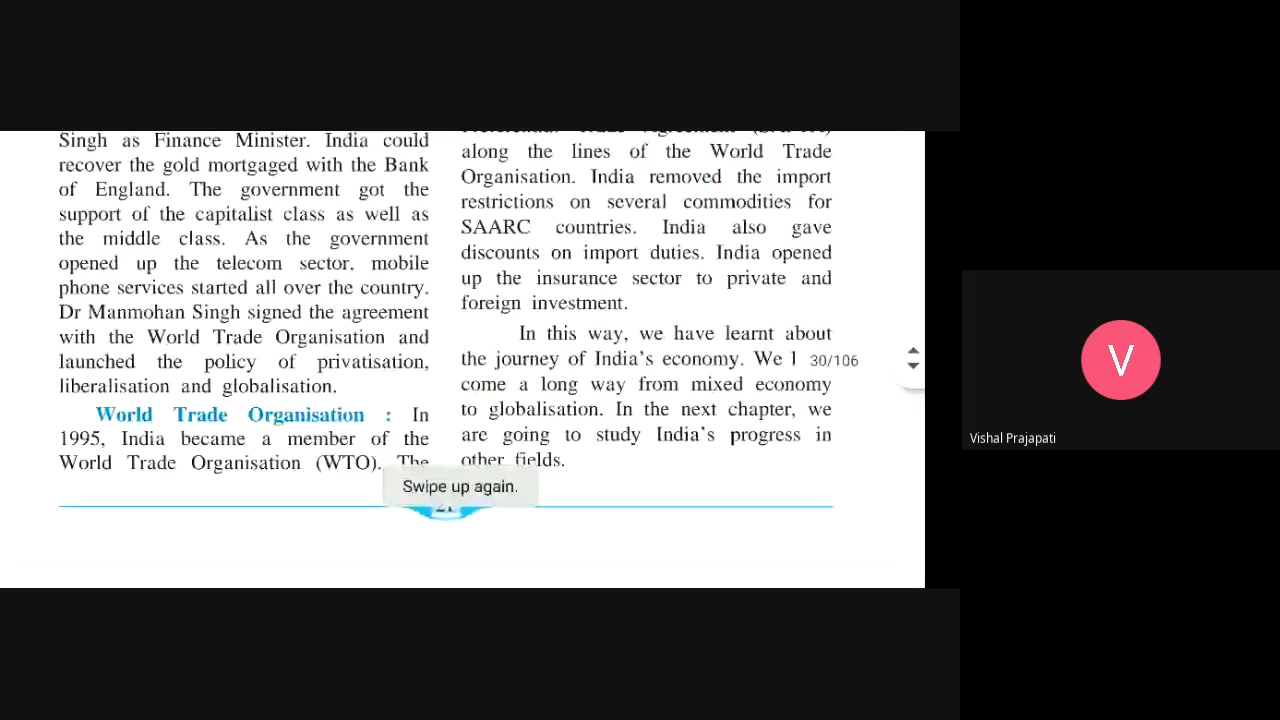 Singh as Finance Minister. India could
recover the gold mortgaged with the Bank
of England. The government got the
support of the capitalist class as well as
the middle class. As the government
opened up the telecom sector, mobile
phone services started all over the country.
Dr Manmohan Singh signed the agreement
with the World Trade Organisation and
launched the policy of privatisation,
liberalisation and globalisation.
World Trade Organisation : In
1995, India became a member of the
World Trade Organisation (WTO). The
Trade Agreement
along the lines of the World Trade
Organisation. India removed the import
restrictions on several commodities for
SAARC countries. India also gave
discounts on import duties. India opened
up the insurance sector to private and
foreign investment.
In this way, we have learnt about
the journey of India's economy. We
come a long way from mixed economy
to globalisation. In the next chapter, we
are going to study India's progress in
other fields.
30/106
Swipe up again.
V
Vishal Prajapati